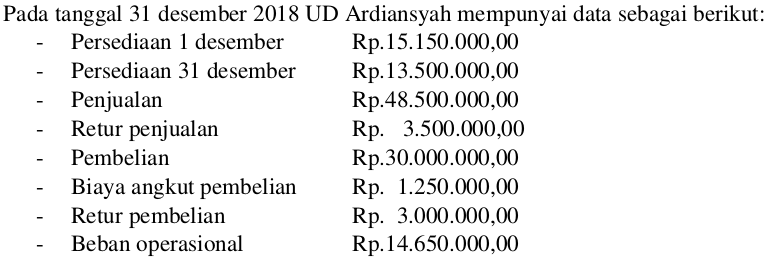 Pada tanggal 31 desember 2018 UD Ardiansyah mempunyai data sebagai berikut:
- Persediaan 1 desember Rp.15.150.000,00
- Persediaan 31 desember Rp.13.500.000,00
- Penjualan Rp.48.500.000,00
- Retur penjualan Rp. 3.500.000,00
- Pembelian Rp.30.000.000,00
- Biaya angkut pembelian Rp. 1.250.000,00
- Retur pembelian Rp. 3.000.000,00
- Beban operasional Rp.14.650.000,00